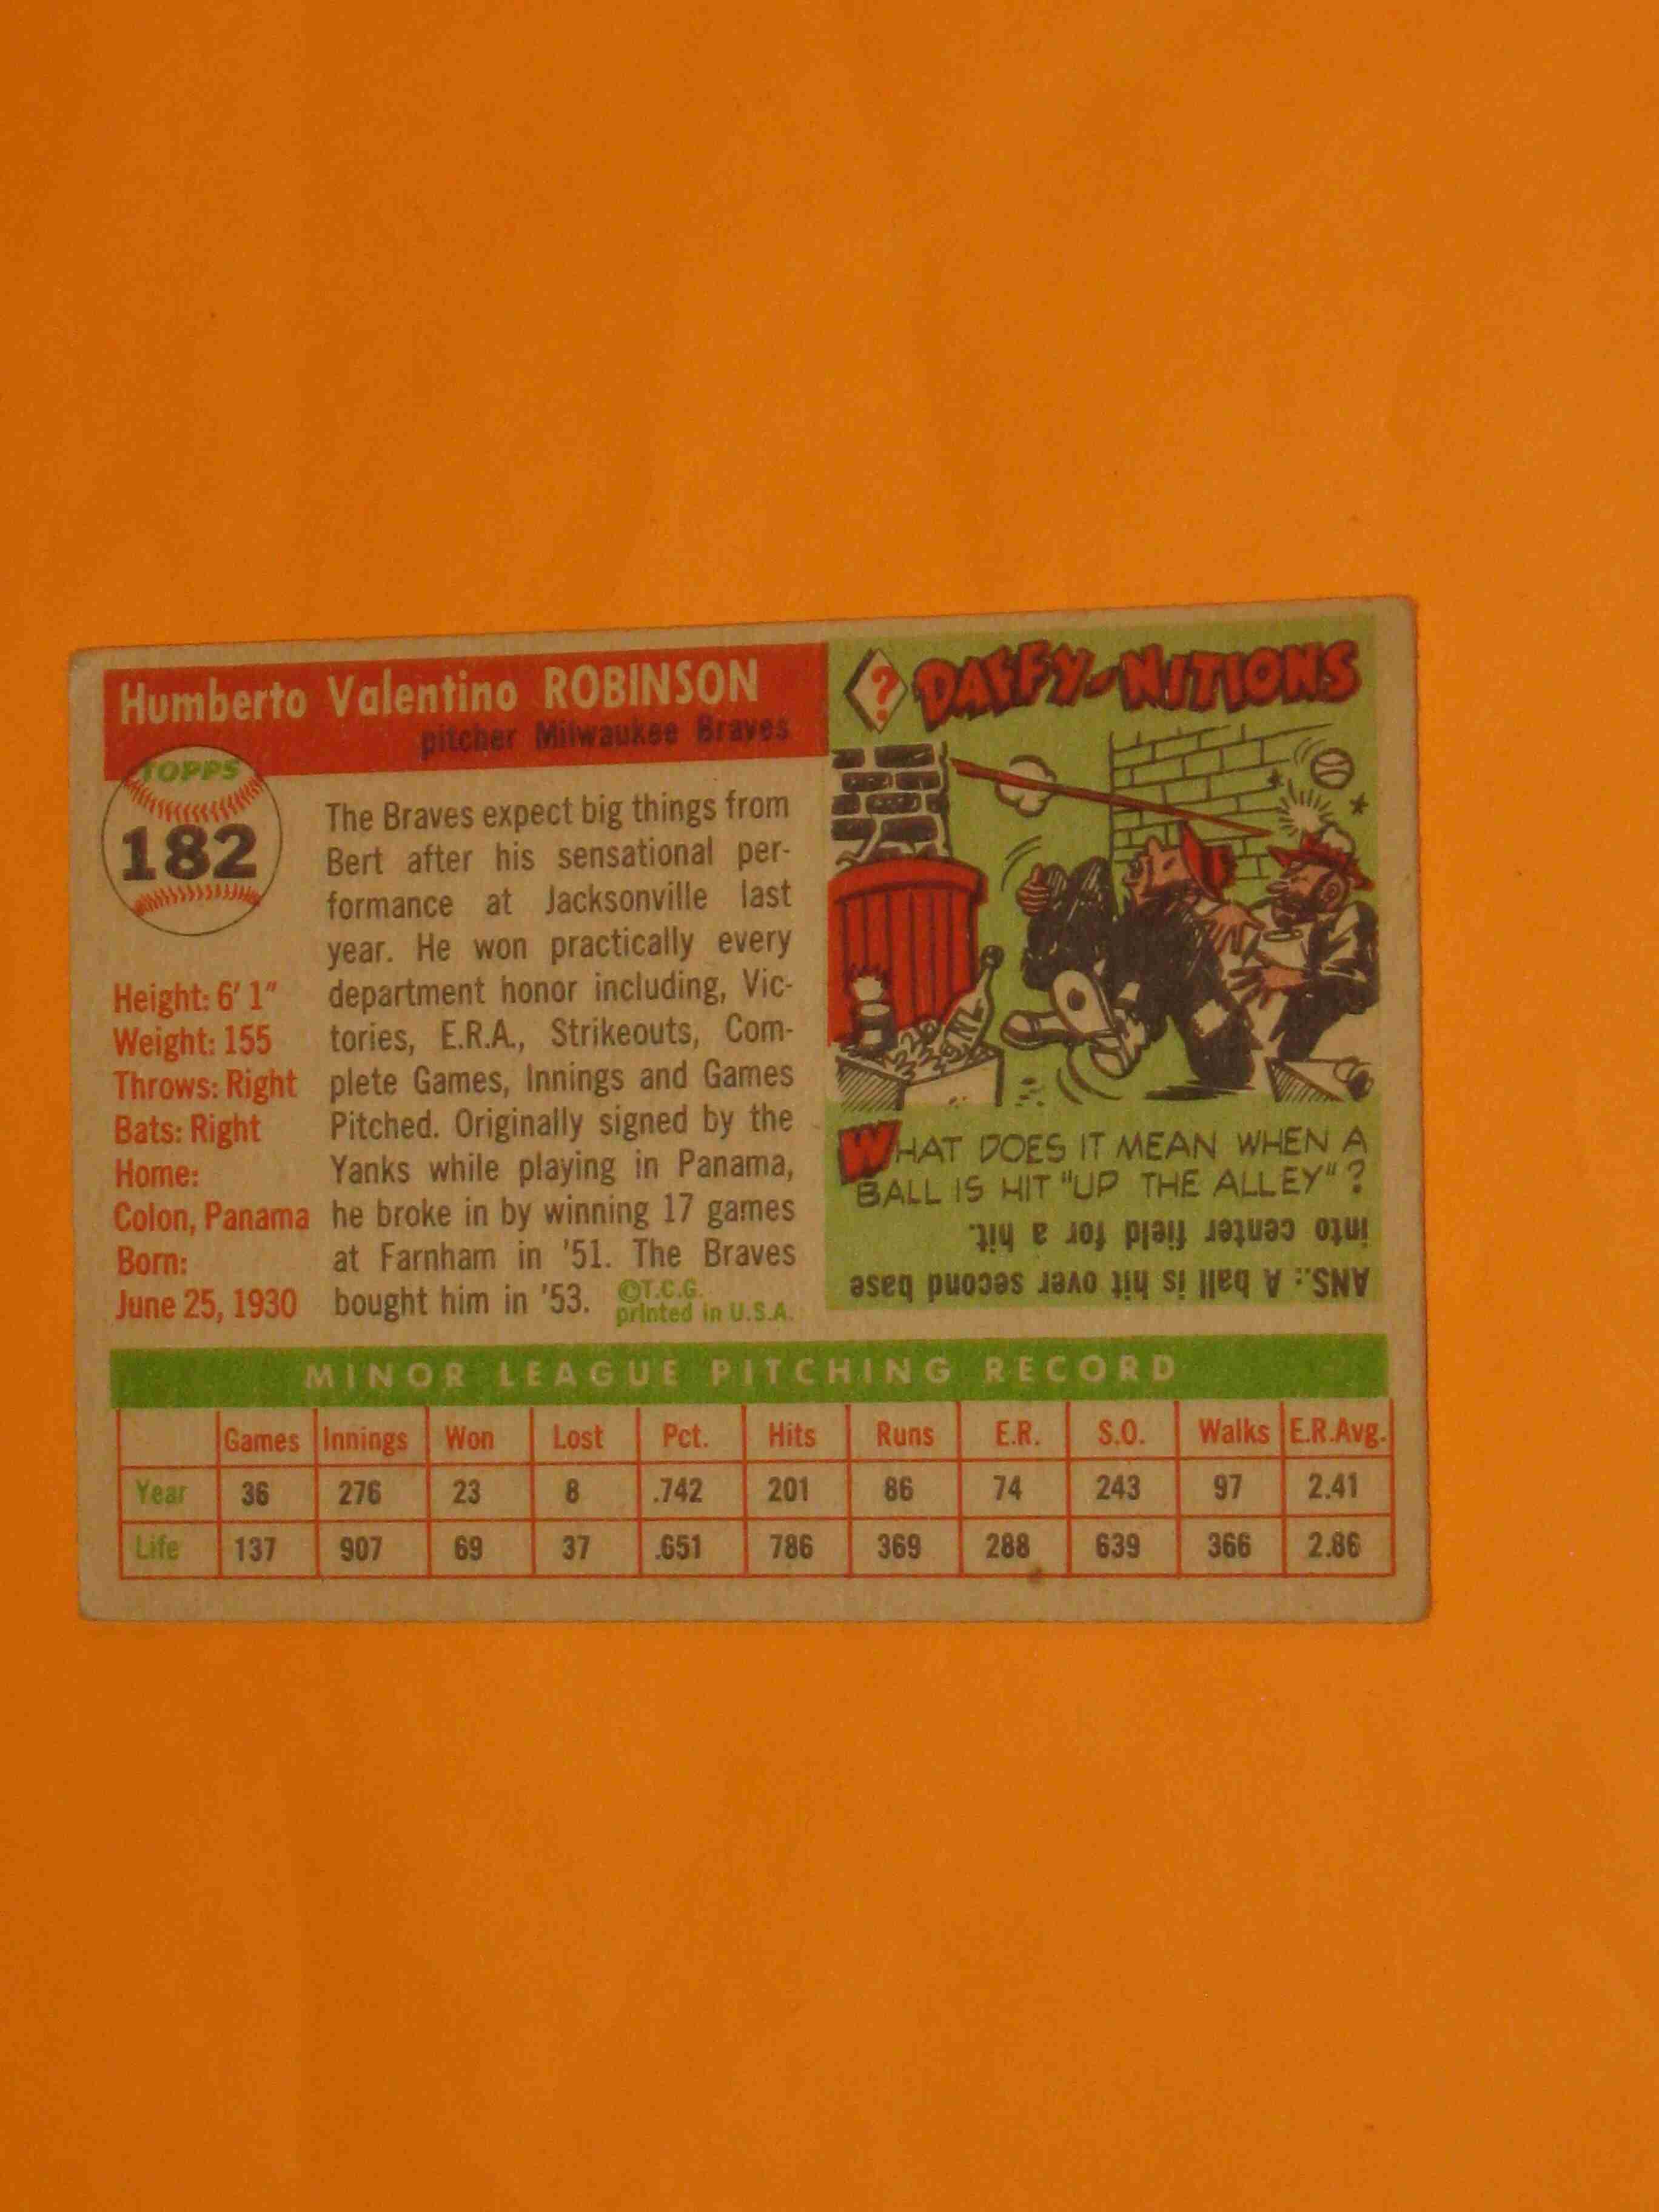 Humberto Valentino ROBINSON
pitcher Milwaukee Braves
TOPPS
182
Height: 6' 1"
Weight: 155
Throws: Right
Bats: Right
Home:
Colon, Panama
Born:
June 25, 1930
The Braves expect big things from
Bert after his sensational per-
formance at Jacksonville last
year. He won practically every
department honor including, Vic-
tories, E.R.A., Strikeouts, Com-
plete Games, Innings and Games
Pitched. Originally signed by the
Yanks while playing in Panama,
he broke in by winning 17 games
at Farnham in '51. The Braves
bought him in '53.
©T.C.G.
printed in U.S.A.
? DAFFY-NITIONS
WHAT DOES IT MEAN WHEN A
BALL IS HIT "UP THE ALLEY"?
ANS.: A ball is hit over second base
into center field for a hit.
MINOR LEAGUE PITCHING RECORD
Games Innings Won Lost Pct. Hits Runs E.R. S.O. Walks E.R.Avg.
Year 36 276 23 8 .742 201 86 74 243 97 2.41
Life 137 907 69 37 .651 786 369 288 639 366 2.86